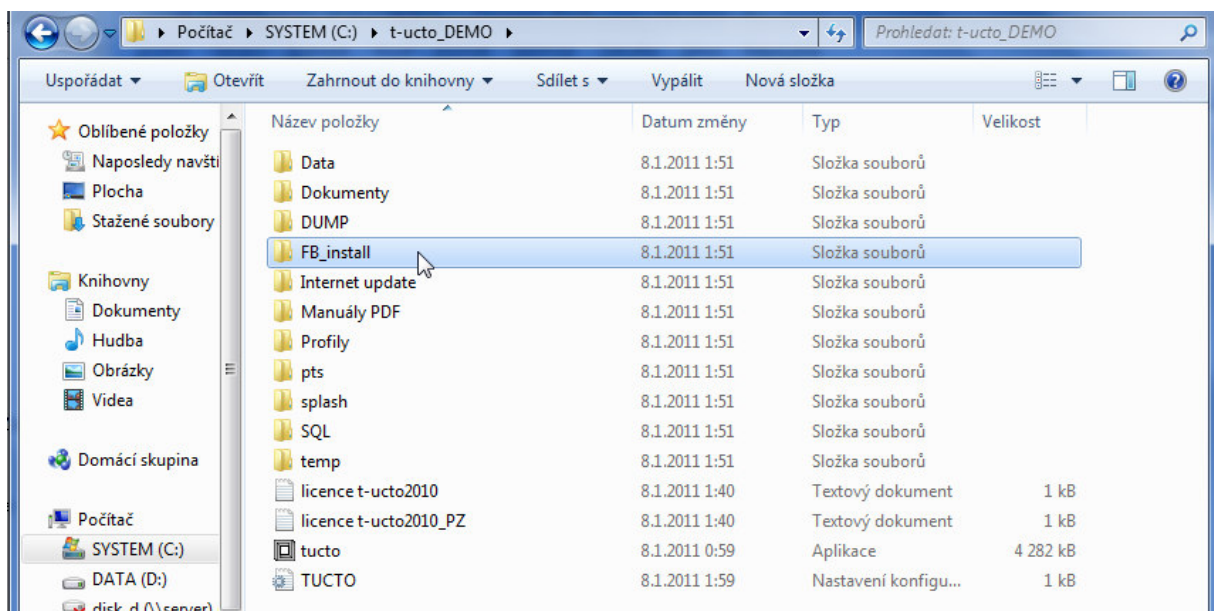 Počítač SYSTEM (C:) t-ucto_DEMO Prohledat: t-ucto_DEMO
Uspořádat Otevřít Zahrnout do knihovny Sdílet s Vypálit Nová složka
Oblíbené položky
Naposledy navští
Plocha
Stažené soubory
Knihovny
Dokumenty
Hudba
Obrázky
Videa
Domácí skupina
Počítač
SYSTEM (C:)
DATA (D:)
disk_d (\\server)
Název položky Datum změny Typ Velikost
Data 8.1.2011 1:51 Složka souborů
Dokumenty 8.1.2011 1:51 Složka souborů
DUMP 8.1.2011 1:51 Složka souborů
FB_install 8.1.2011 1:51 Složka souborů
Internet update 8.1.2011 1:51 Složka souborů
Manuály PDF 8.1.2011 1:51 Složka souborů
Profily 8.1.2011 1:51 Složka souborů
pts 8.1.2011 1:51 Složka souborů
splash 8.1.2011 1:51 Složka souborů
SQL 8.1.2011 1:51 Složka souborů
temp 8.1.2011 1:51 Složka souborů
licence t-ucto2010 8.1.2011 1:40 Textový dokument 1 kB
licence t-ucto2010_PZ 8.1.2011 1:40 Textový dokument 1 kB
tucto 8.1.2011 0:59 Aplikace 4 282 kB
TUCTO 8.1.2011 1:59 Nastavení konfigu... 1 kB